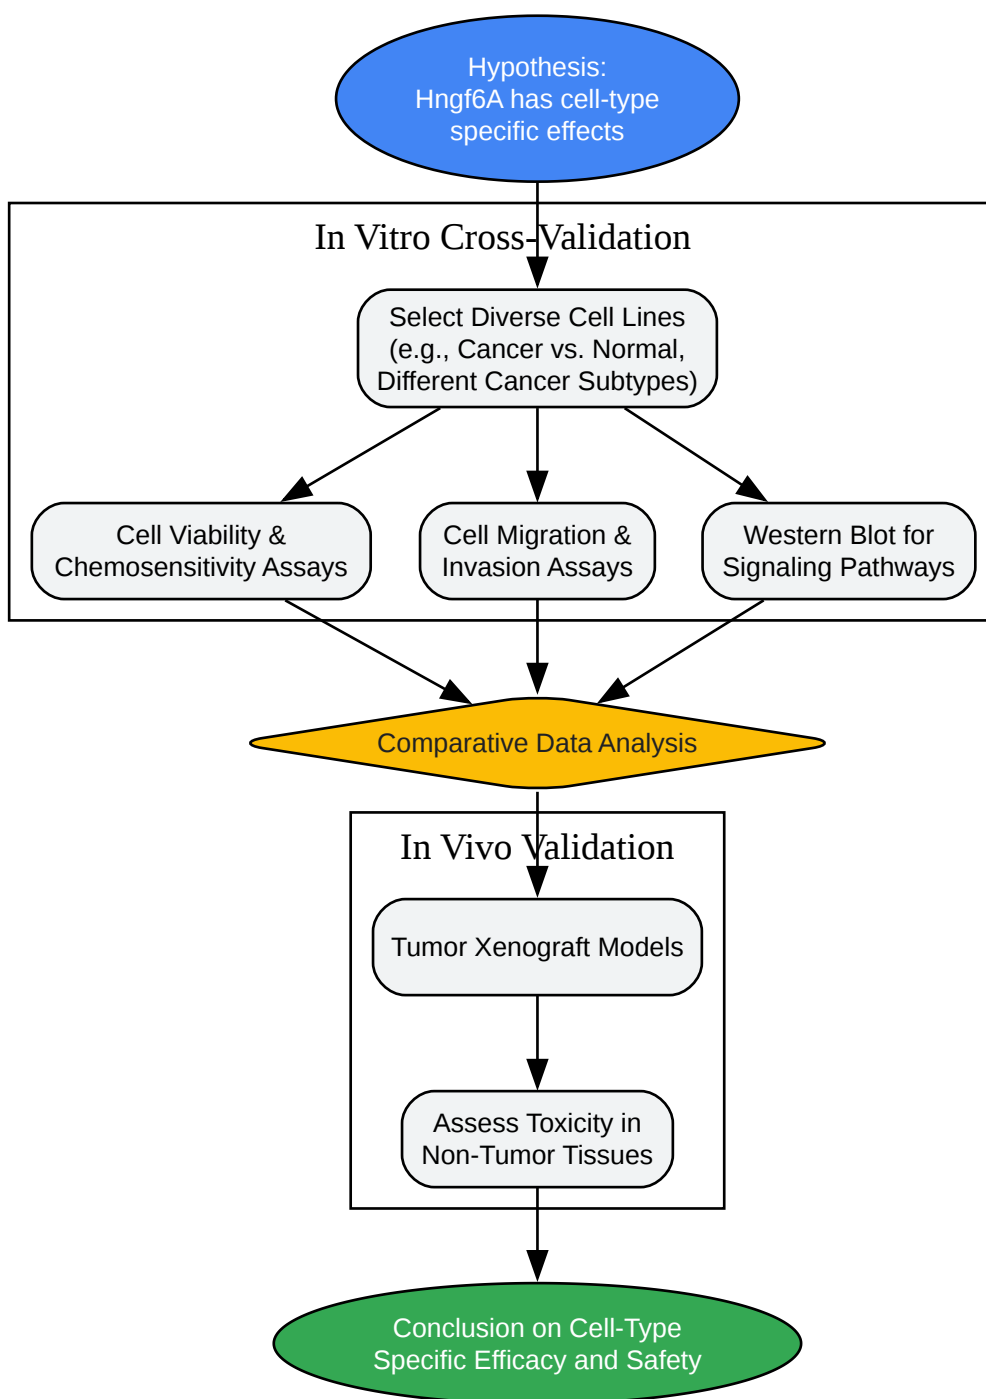 Hypothesis:
Hngf6A has cell-type
specific effects
In Vitro Cross-Validation
Select Diverse Cell Lines
(e.g., Cancer vs. Normal,
Different Cancer Subtypes)
Cell Viability &
Chemosensitivity Assays
Cell Migration &
Invasion Assays
Western Blot for
Signaling Pathways
Comparative Data Analysis
In Vivo Validation
Tumor Xenograft Models
Assess Toxicity in
Non-Tumor Tissues
Conclusion on Cell-Type
Specific Efficacy and Safety